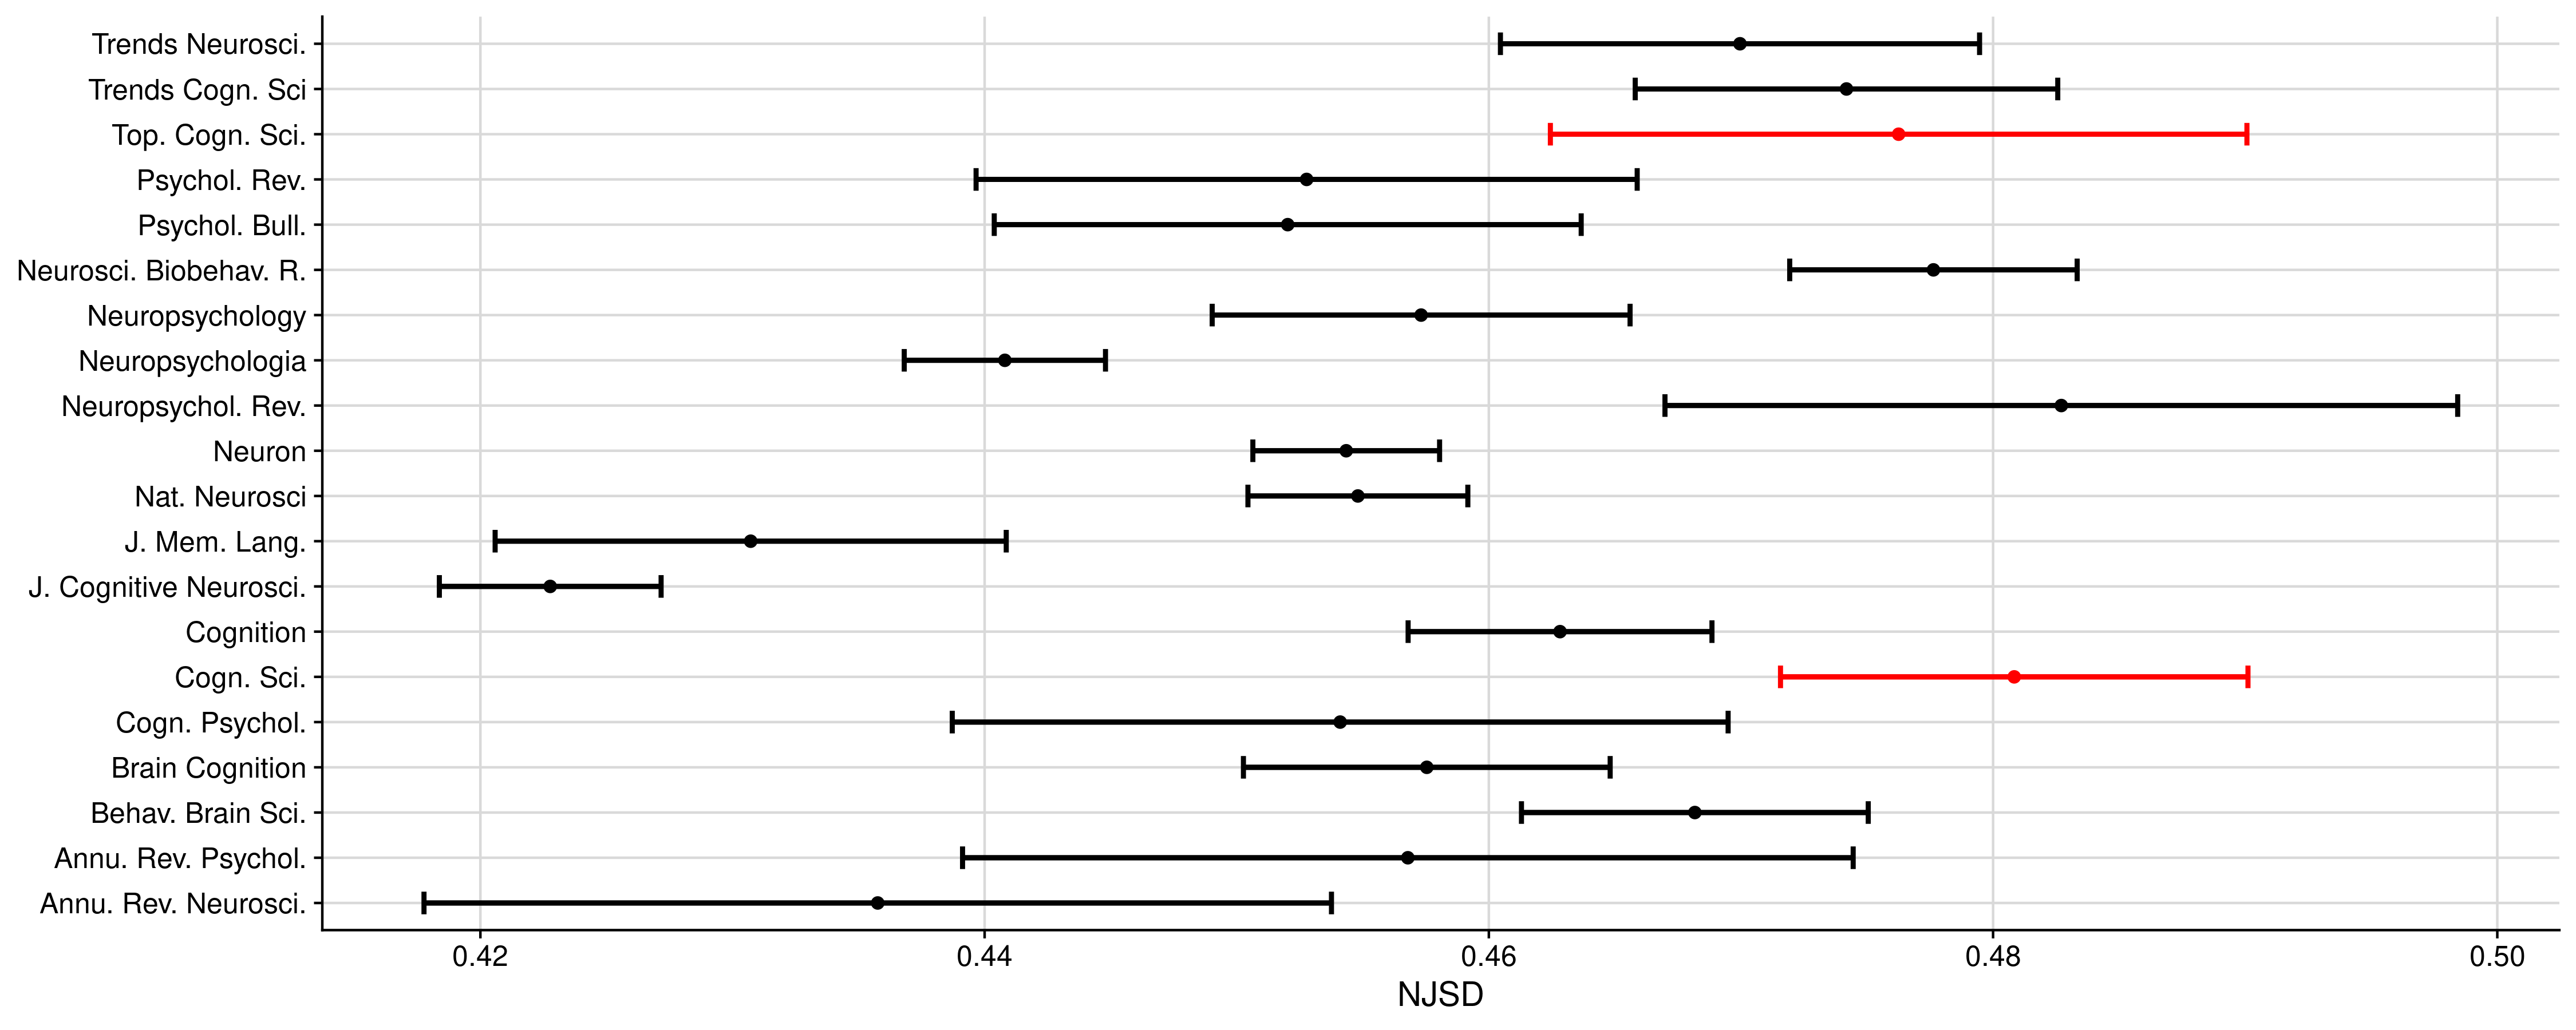 Trends Neurosci.
Trends Cogn. Sci
Top. Cogn. Sci.
Psychol. Rev.
Psychol. Bull.
Neurosci. Biobehav. R.
Neuropsychology
Neuropsychologia
Neuropsychol. Rev.
Neuron
Nat. Neurosci
J. Mem. Lang.
J. Cognitive Neurosci.
Cognition
Cogn. Sci.
Cogn. Psychol.
Brain Cognition
Behav. Brain Sci.
Annu. Rev. Psychol.
Annu. Rev. Neurosci.
0.42 0.44 0.46 0.48 0.50
NJSD